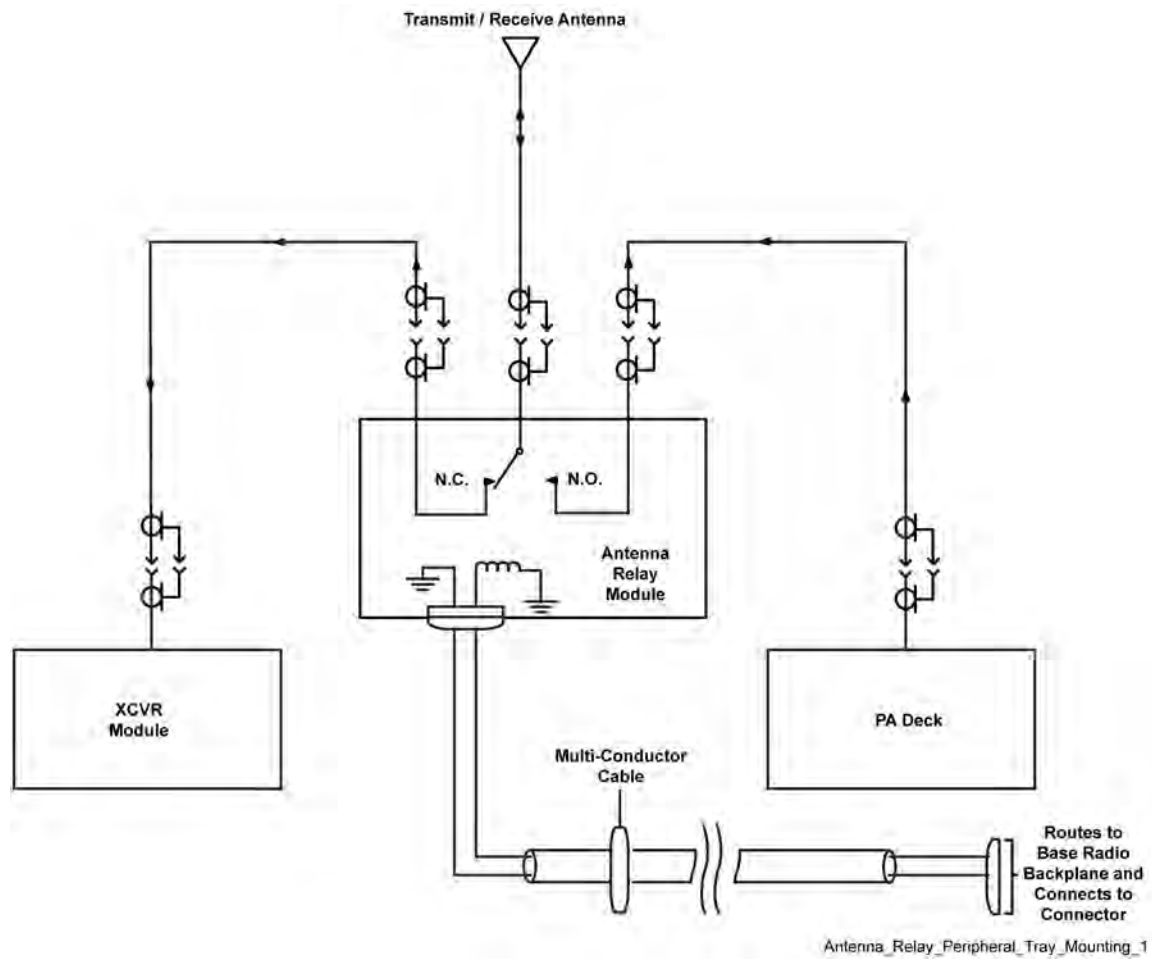 Transmit / Receive Antenna
N.C.
N.O.
Antenna
Relay
Module
XCVR
Module
PA Deck
Multi-Conductor
Cable
Routes to
Base Radio
Backplane and
Connects to
Connector
Antenna_Relay_Peripheral_Tray_Mounting_1